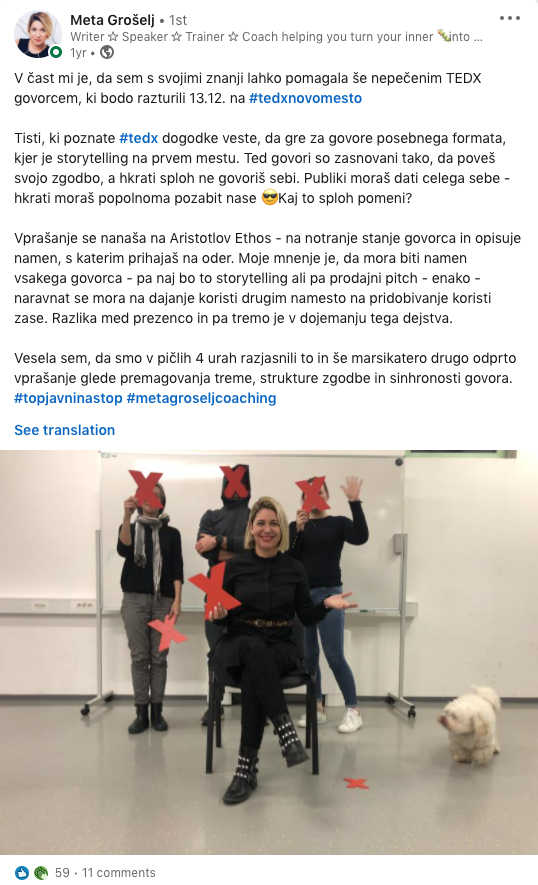 Meta Grošelj • 1st
Writer ☆ Speaker ☆ Trainer ☆ Coach helping you turn your inner 🐛into ...
1yr •
V čast mi je, da sem s svojimi znanji lahko pomagala še nepečenim TEDX
govorcem, ki bodo razturili 13.12. na #tedxnovomesto
Tisti, ki poznate #tedx dogodke veste, da gre za govore posebnega formata,
kjer je storytelling na prvem mestu. Ted govori so zasnovani tako, da poveš
svojo zgodbo, a hkrati sploh ne govoriš sebi. Publiki moraš dati celega sebe -
hkrati moraš popolnoma pozabit nase 😎Kaj to sploh pomeni?
Vprašanje se nanaša na Aristotlov Ethos - na notranje stanje govorca in opisuje
namen, s katerim prihajaš na oder. Moje mnenje je, da mora biti namen
vsakega govorca - pa naj bo to storytelling ali pa prodajni pitch - enako -
naravnat se mora na dajanje koristi drugim namesto na pridobivanje koristi
zase. Razlika med prezenco in pa tremo je v dojemanju tega dejstva.
Vesela sem, da smo v pičlih 4 urah razjasnili to in še marsikatero drugo odprto
vprašanje glede premagovanja treme, strukture zgodbe in sinhronosti govora.
#topjavninastop #metagroseljcoaching
See translation
59 · 11 comments